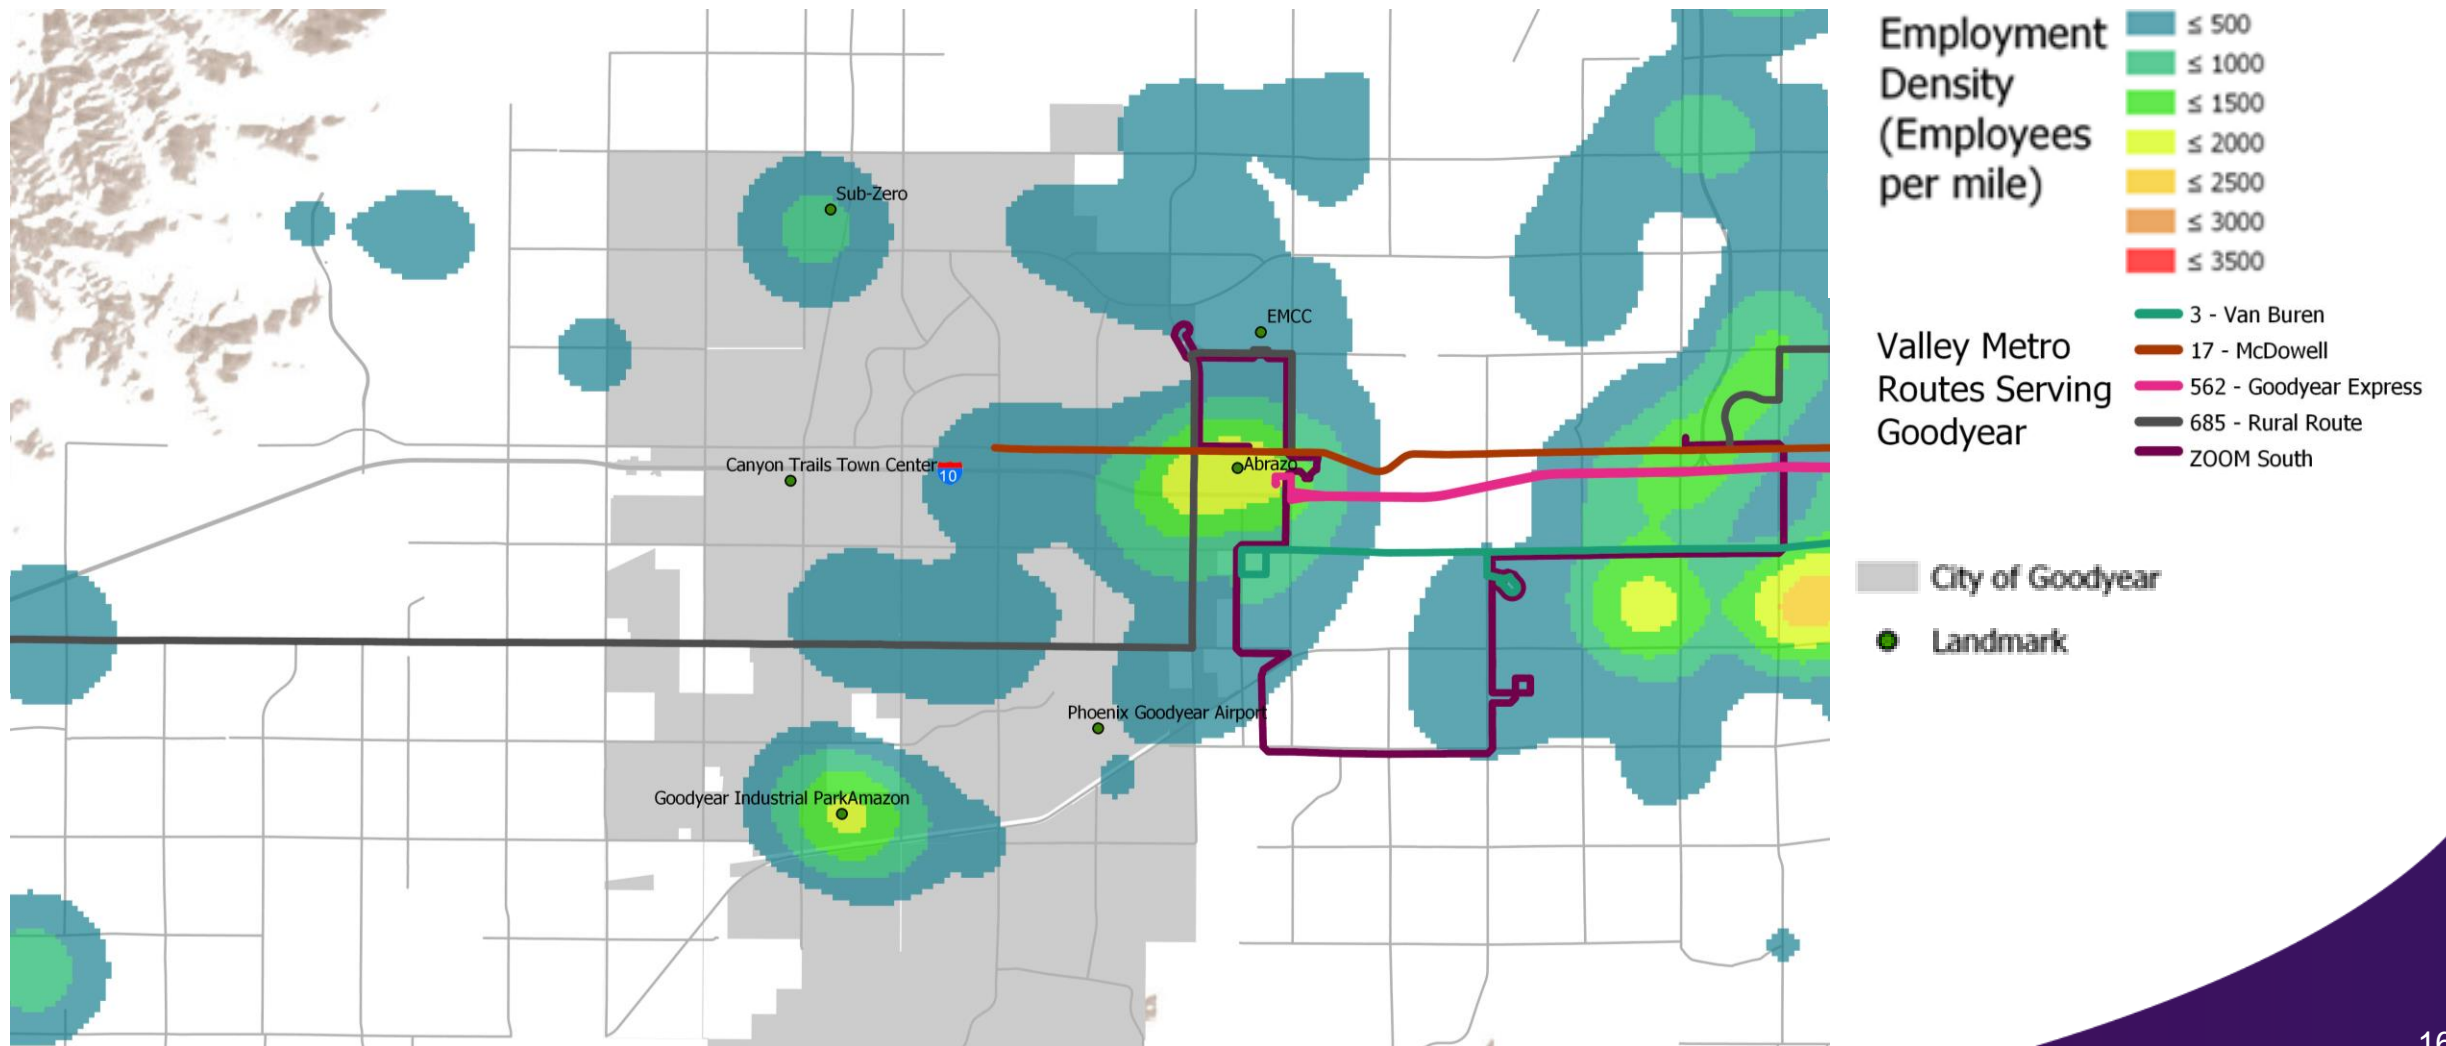 Sub-Zero
EMCC
Canyon Trails Town Center
10
Abrazo
Phoenix Goodyear Airport
Goodyear Industrial ParkAmazon
Employment
Density
(Employees
per mile)
≤ 500
≤ 1000
≤ 1500
≤ 2000
≤ 2500
≤ 3000
≤ 3500
Valley Metro
Routes Serving
Goodyear
3 - Van Buren
17 - McDowell
562 - Goodyear Express
685 - Rural Route
ZOOM South
City of Goodyear
Landmark
16